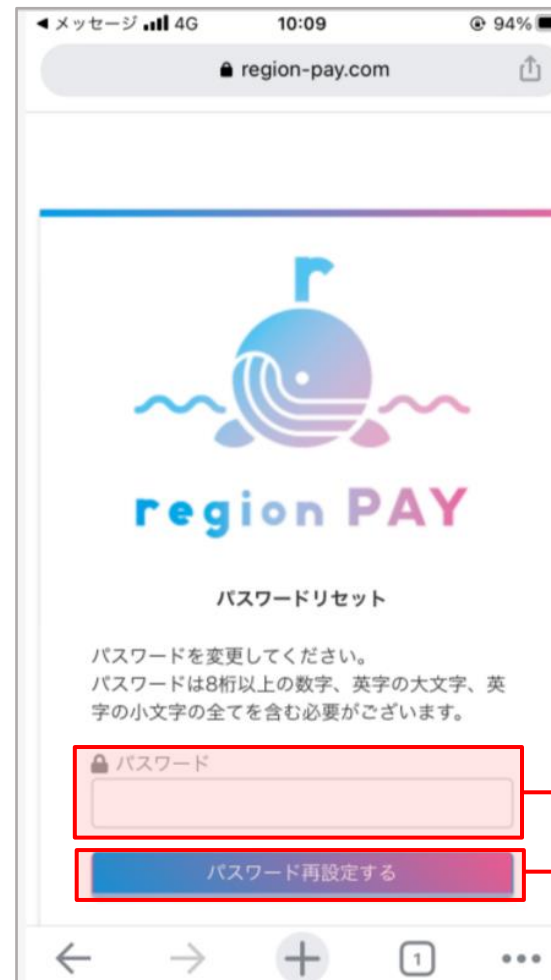 メッセージ 4G 10:09 94%
region-pay.com
r
region PAY
パスワードリセット
パスワードを変更してください。
パスワードは8桁以上の数字、英字の大文字、英
字の小文字の全てを含む必要がございます。
パスワード
パスワード再設定する
1